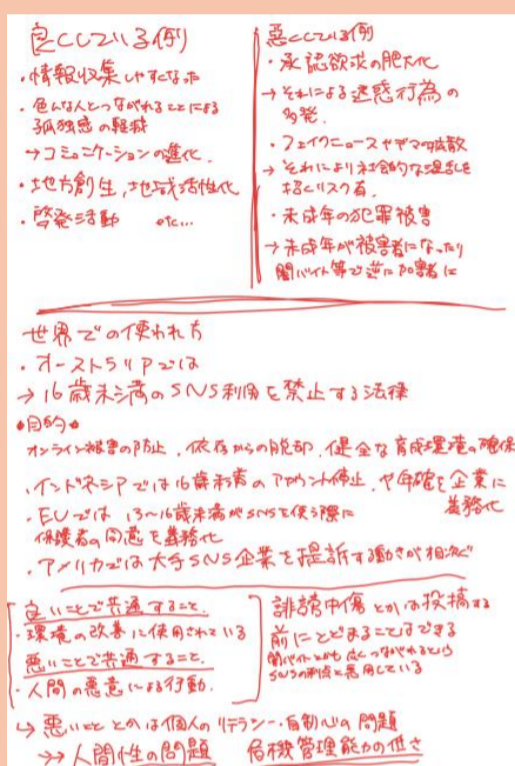 良くしている例
・情報収集しやすくなった
・色んな人とつながれることによる
孤独感の軽減
→コミュニケーションの進化.
・地方創生,地域活性化
・啓発活動 etc...
悪くしている例
・承認欲求の肥大化
→それによる迷惑行為の
多発.
・フェイクニュースやデマの拡散
→それにより社会的な混乱を
招くリスク有.
・未成年の犯罪被害
→未成年が被害者になったり
闇バイト等で逆に加害者に
世界での使われ方
・オーストラリアでは
→16歳未満のSNS利用を禁止する法律
・目的・
オンライン被害の防止,依存からの脱却,健全な育成環境の確保
・インドネシアでは16歳未満のアカウント停止,や年確を企業に
義務化
・EUでは 13〜16歳未満がSNSを使う際に
保護者の同意を義務化
・アメリカでは大手SNS企業を提訴する動きが相次ぐ
良いことで共通すること.
・環境の改善に使用されている
悪いことで共通すること.
・人間の悪意による行動.
誹謗中傷とかは投稿する
前にとどまることはできる
闇バイトとかも 広くつながれるという
SNSの利点を悪用している
↳悪いこととかは個人のリテラシー・自制心の問題
→→人間性の問題 危機管理能力の低さ